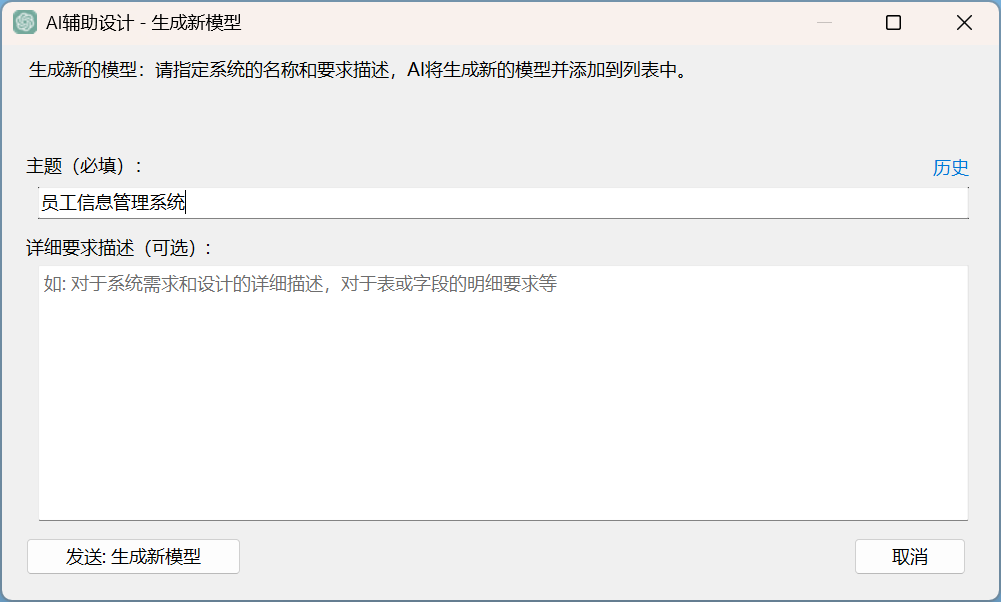 AI辅助设计 - 生成新模型
生成新的模型：请指定系统的名称和要求描述，AI将生成新的模型并添加到列表中。
主题（必填）：
历史
员工信息管理系统
详细要求描述（可选）：
如: 对于系统需求和设计的详细描述，对于表或字段的明细要求等
发送: 生成新模型
取消